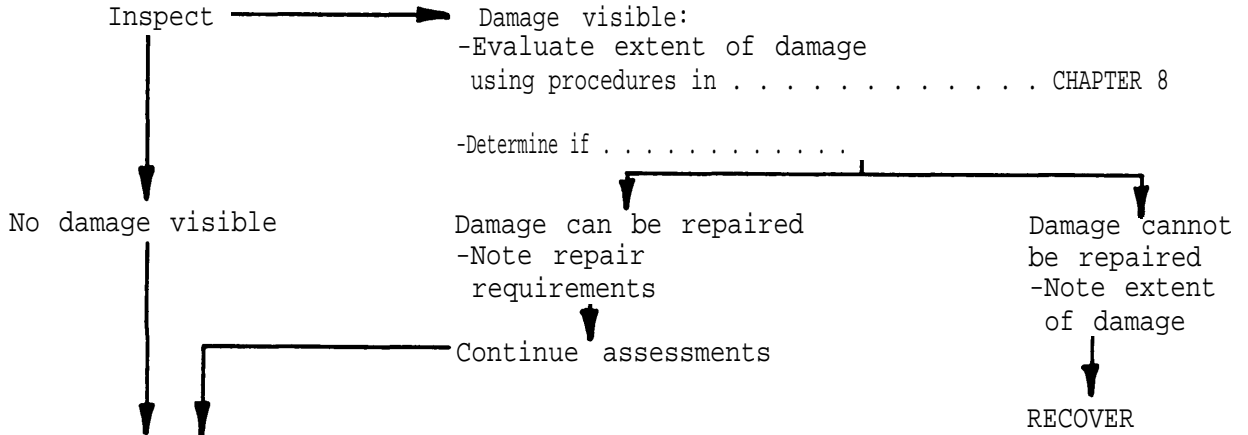 Inspect
Damage visible:
-Evaluate extent of damage
using procedures in . . . . . . . . . . . . . CHAPTER 8
-Determine if . . . . . . . . . . . .
No damage visible
Damage can be repaired
-Note repair
requirements
Continue assessments
Damage cannot
be repaired
-Note extent
of damage
RECOVER